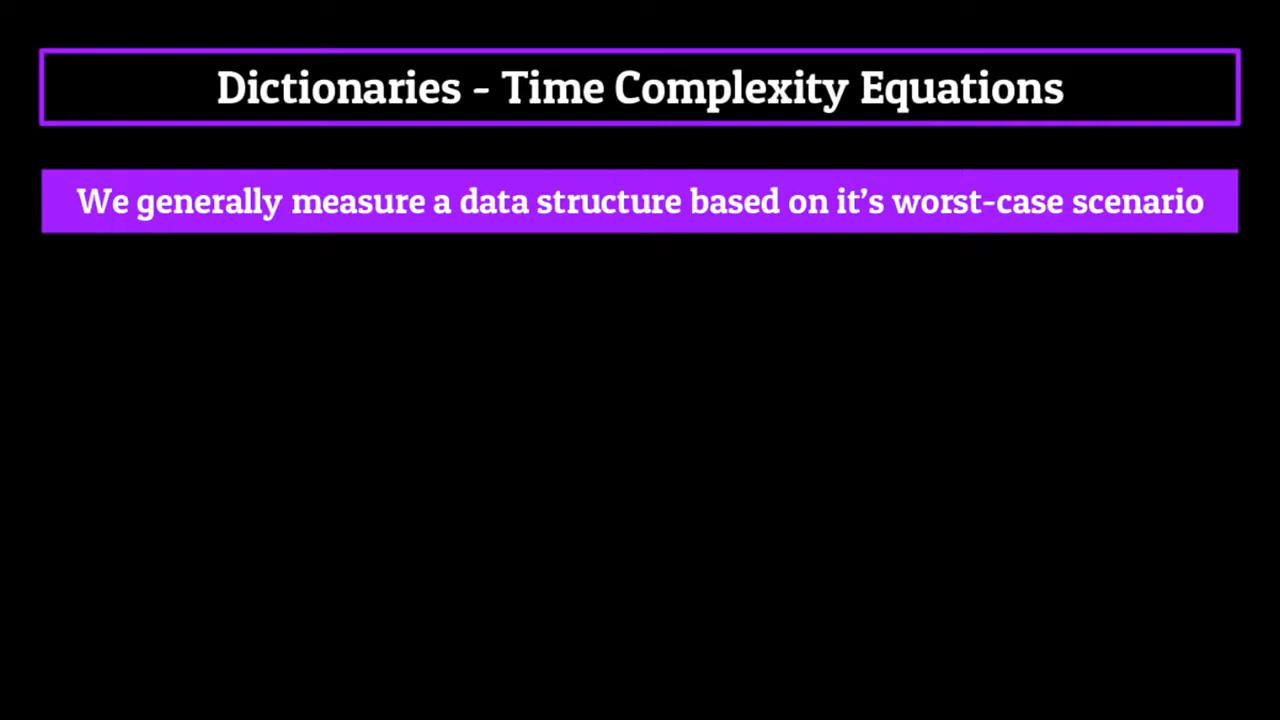 Dictionaries - Time Complexity Equations
We generally measure a data structure based on it’s worst-case scenario